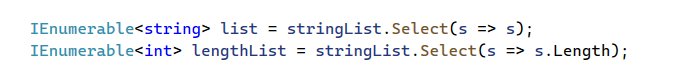 IEnumerable<string> list = stringList.Select(s => s);
IEnumerable<int> lengthList = stringList.Select(s => s.Length);